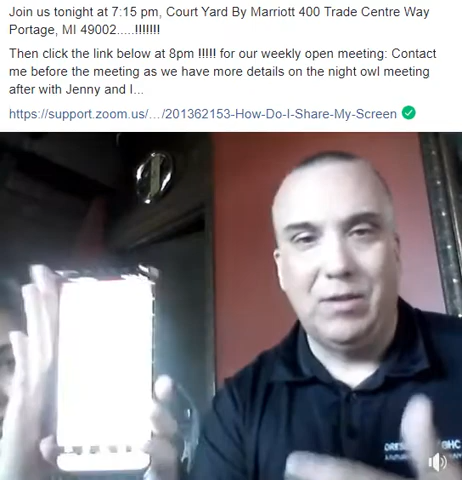 Join us tonight at 7:15 pm, Court Yard By Marriott 400 Trade Centre Way
Portage, MI 49002.....!!!!!!!
Then click the link below at 8pm !!!!! for our weekly open meeting: Contact
me before the meeting as we have more details on the night owl meeting
after with Jenny and I...
https://support.zoom.us/.../201362153-How-Do-I-Share-My-Screen